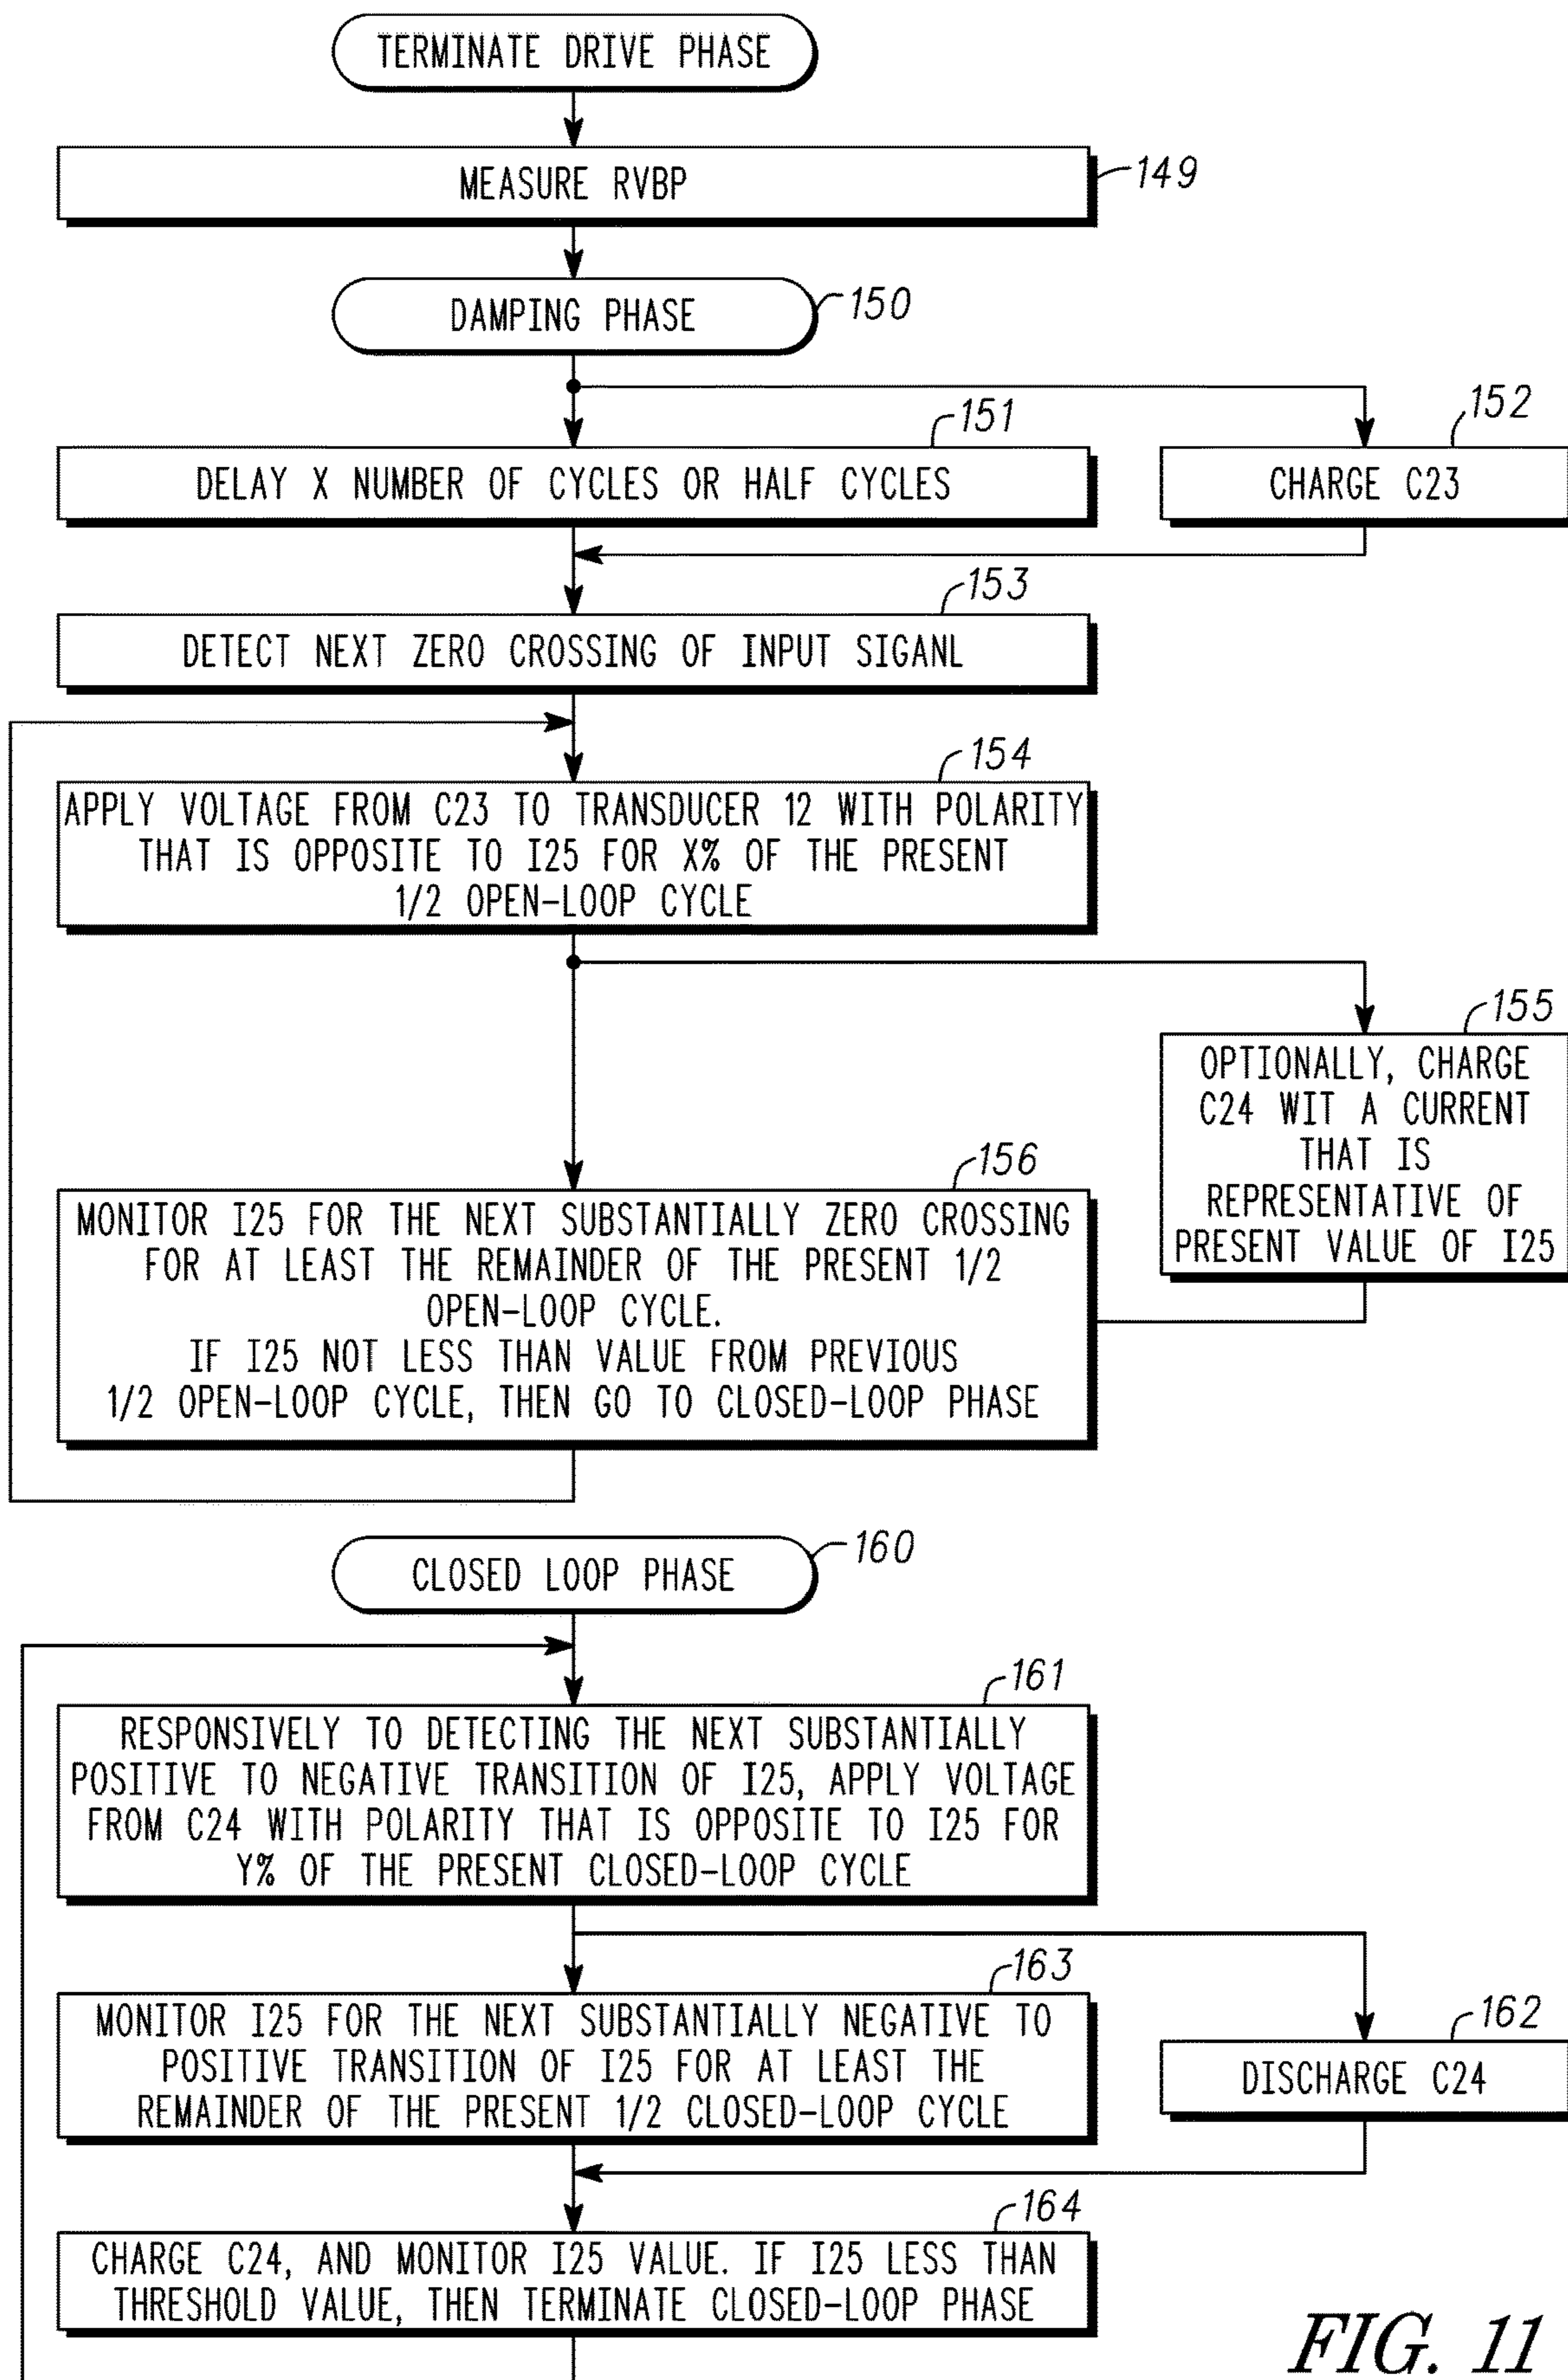 TERMINATE DRIVE PHASE
MEASURE RVBP
149
DAMPING PHASE
150
151
DELAY X NUMBER OF CYCLES OR HALF CYCLES
152
CHARGE C23
153
DETECT NEXT ZERO CROSSING OF INPUT SIGANL
154
APPLY VOLTAGE FROM C23 TO TRANSDUCER 12 WITH POLARITY
THAT IS OPPOSITE TO I25 FOR X% OF THE PRESENT
1/2 OPEN-LOOP CYCLE
155
OPTIONALLY, CHARGE
C24 WIT A CURRENT
THAT IS
REPRESENTATIVE OF
PRESENT VALUE OF I25
156
MONITOR I25 FOR THE NEXT SUBSTANTIALLY ZERO CROSSING
FOR AT LEAST THE REMAINDER OF THE PRESENT 1/2
OPEN-LOOP CYCLE.
IF I25 NOT LESS THAN VALUE FROM PREVIOUS
1/2 OPEN-LOOP CYCLE, THEN GO TO CLOSED-LOOP PHASE
CLOSED LOOP PHASE
160
161
RESPONSIVELY TO DETECTING THE NEXT SUBSTANTIALLY
POSITIVE TO NEGATIVE TRANSITION OF I25, APPLY VOLTAGE
FROM C24 WITH POLARITY THAT IS OPPOSITE TO I25 FOR
Y% OF THE PRESENT CLOSED-LOOP CYCLE
163
MONITOR I25 FOR THE NEXT SUBSTANTIALLY NEGATIVE TO
POSITIVE TRANSITION OF I25 FOR AT LEAST THE
REMAINDER OF THE PRESENT 1/2 CLOSED-LOOP CYCLE
162
DISCHARGE C24
164
CHARGE C24, AND MONITOR I25 VALUE. IF I25 LESS THAN
THRESHOLD VALUE, THEN TERMINATE CLOSED-LOOP PHASE
FIG. 11